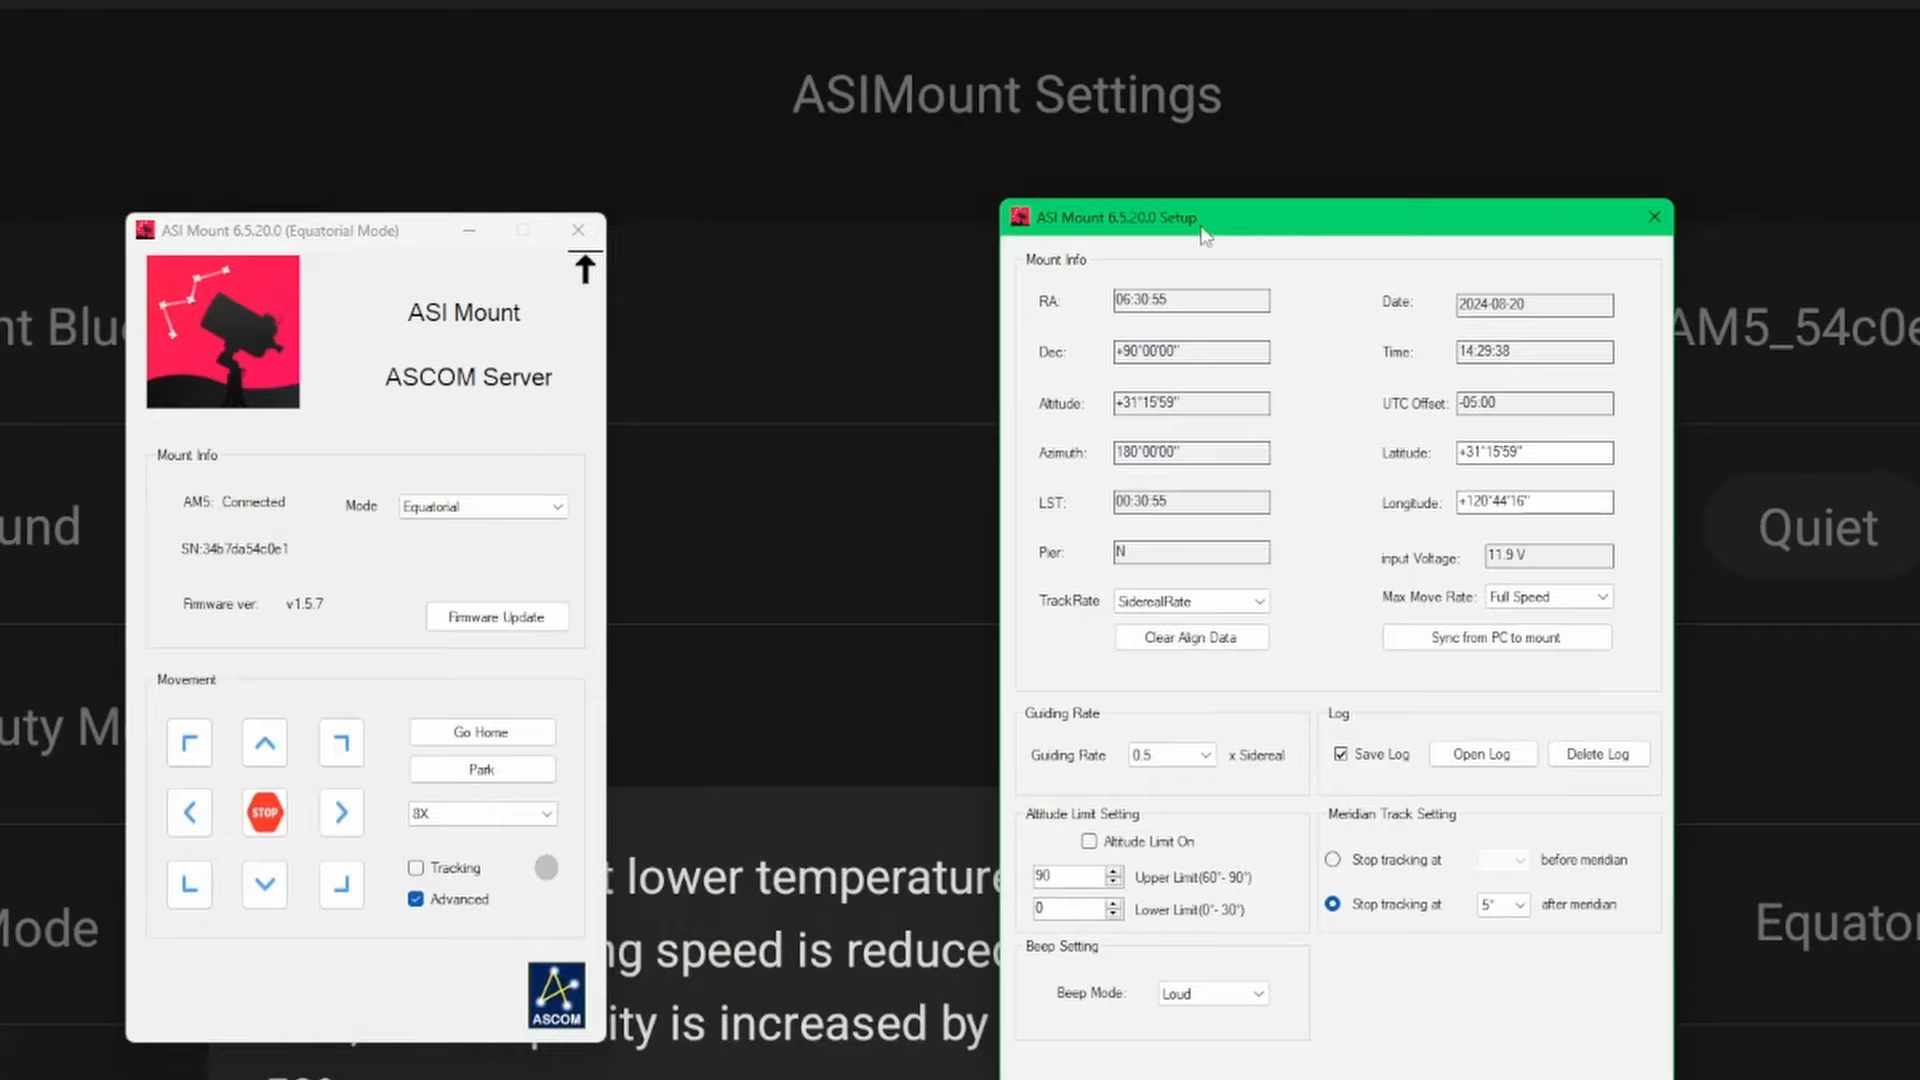 ASIMount Settings
ASI Mount 6.5.20.0 (Equatorial Mode)
ASI Mount
ASCOM Server
Mount Info
AM5: Connected
Mode
Equatorial
SN:34b7da54c0e1
Firmware ver: v1.5.7
Firmware Update
Movement
Go Home
Park
STOP
8X
Tracking
Advanced
ASCOM
ASI Mount 6.5.20.0 Setup
Mount Info
RA: 06:30:55
Date: 2024-08-20
Dec: +90°00'00"
Time: 14:29:38
Altitude: +31°15'59"
UTC Offset: -05:00
Azimuth: 180°00'00"
Latitude: +31°15'59"
LST: 00:30:55
Longitude: +120°44'16"
Pier: N
input Voltage: 11.9 V
TrackRate SiderealRate
Max Move Rate: Full Speed
Clear Align Data
Sync from PC to mount
Guiding Rate
Guiding Rate 0.5 x Sidereal
Log
Save Log
Open Log
Delete Log
Altitude Limit Setting
Altitude Limit On
90 Upper Limit(60°- 90°)
0 Lower Limit(0°- 30°)
Meridian Track Setting
Stop tracking at before meridian
Stop tracking at 5° after meridian
Beep Setting
Beep Mode: Loud
nt Blue
AM5_54c0e
und
Quiet
uty M
Mode
Equator
t lower temperature
ng speed is reduced
ity is increased by